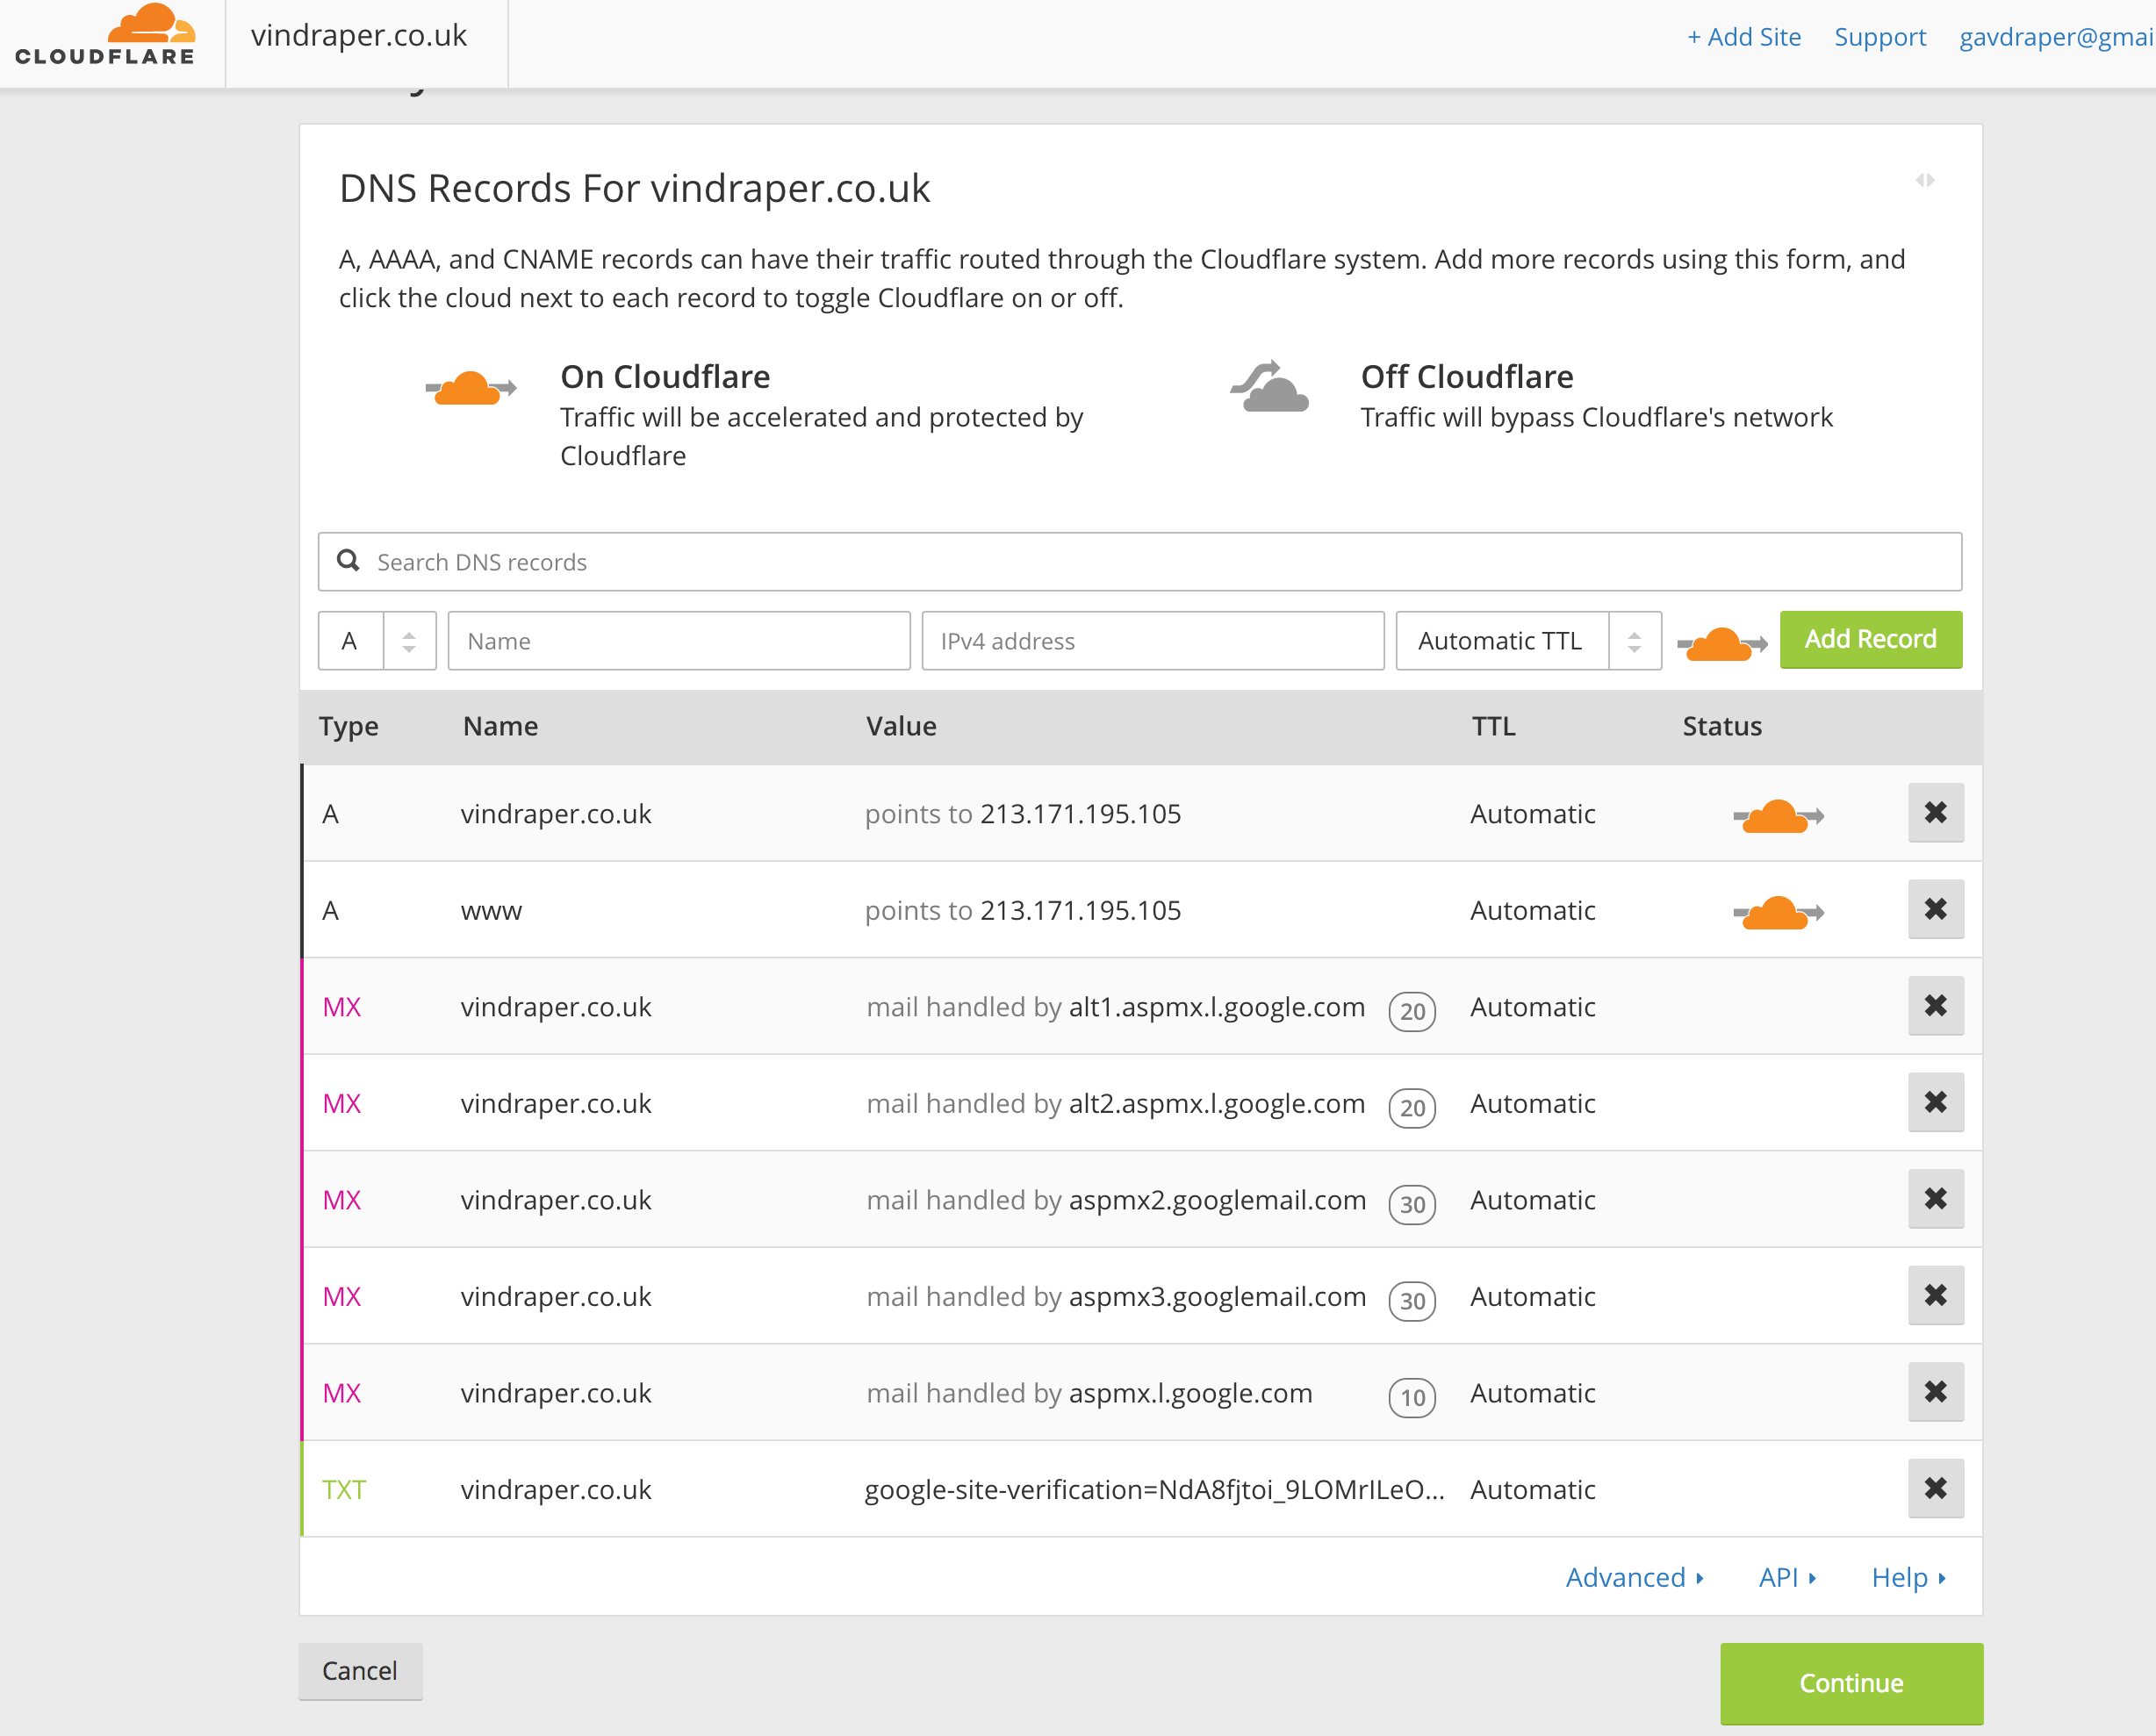 CLOUDFLARE
vindraper.co.uk
+ Add Site Support gavdraper@gmai
DNS Records For vindraper.co.uk
A, AAAA, and CNAME records can have their traffic routed through the Cloudflare system. Add more records using this form, and
click the cloud next to each record to toggle Cloudflare on or off.
On Cloudflare
Traffic will be accelerated and protected by
Cloudflare
Off Cloudflare
Traffic will bypass Cloudflare's network
Search DNS records
A Name IPv4 address Automatic TTL Add Record
Type Name Value TTL Status
A vindraper.co.uk points to 213.171.195.105 Automatic
A www points to 213.171.195.105 Automatic
MX vindraper.co.uk mail handled by alt1.aspmx.l.google.com 20 Automatic
MX vindraper.co.uk mail handled by alt2.aspmx.l.google.com 20 Automatic
MX vindraper.co.uk mail handled by aspmx2.googlemail.com 30 Automatic
MX vindraper.co.uk mail handled by aspmx3.googlemail.com 30 Automatic
MX vindraper.co.uk mail handled by aspmx.l.google.com 10 Automatic
TXT vindraper.co.uk google-site-verification=NdA8fjtoi_9LOMrILeO... Automatic
Advanced API Help
Cancel Continue